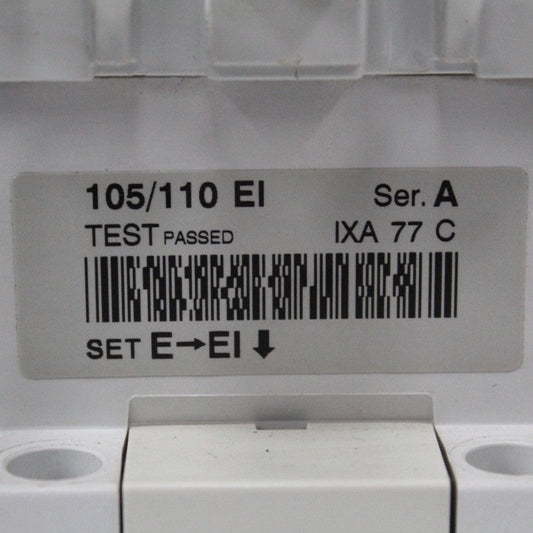 105/110 EI Ser. A
TEST PASSED IXA 77 C
SET E→EI ⬇